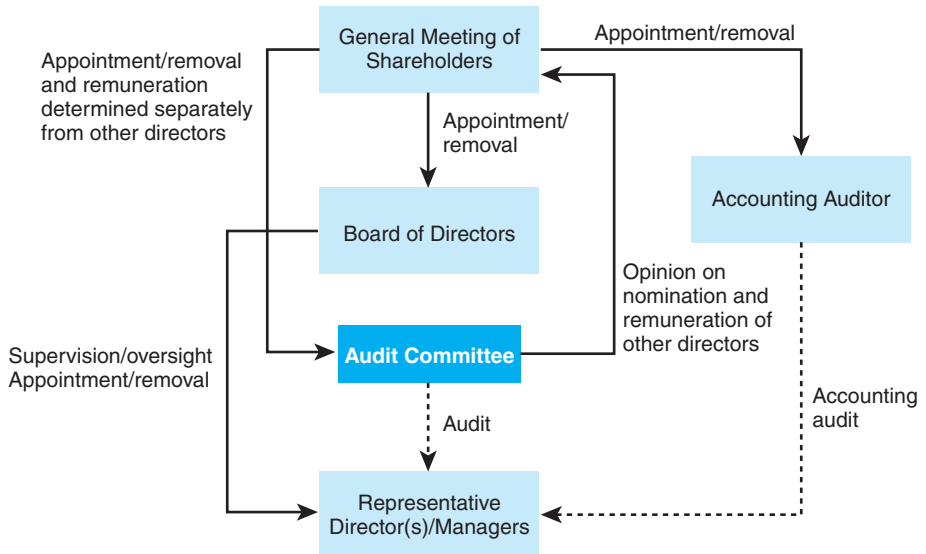 General Meeting of
Shareholders
Appointment/removal
Appointment/removal
and remuneration
determined separately
from other directors
Appointment/
removal
Accounting Auditor
Board of Directors
Opinion on
nomination and
remuneration of
other directors
Audit Committee
Supervision/oversight
Appointment/removal
Audit
Accounting
audit
Representative
Director(s)/Managers